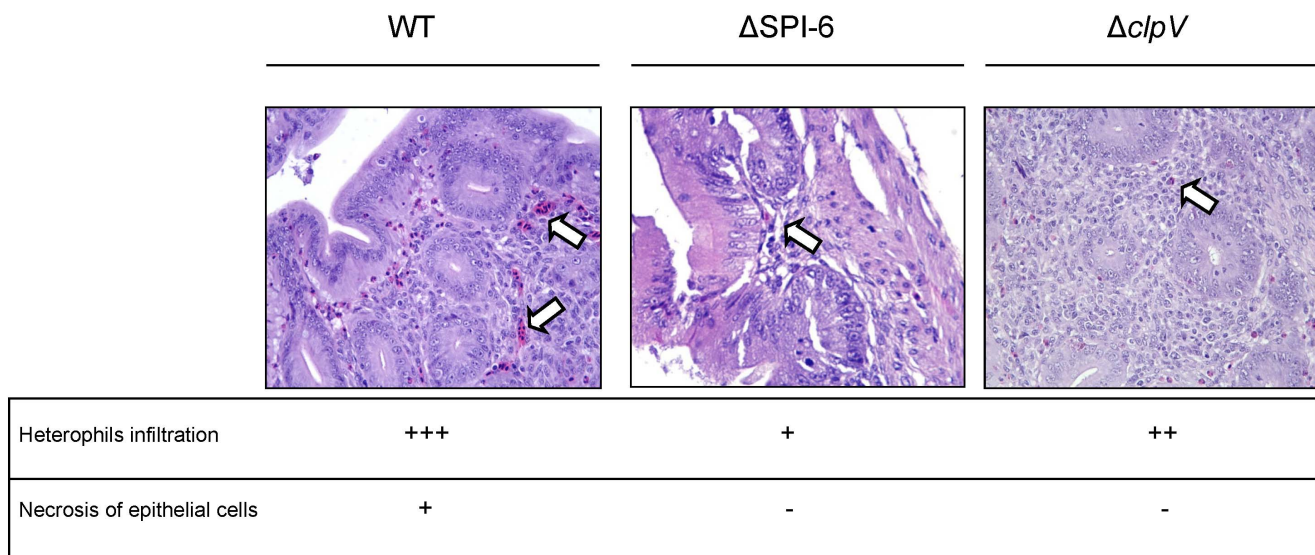 WT ΔSPI-6 ΔclpV
Heterophils infiltration +++ + ++
Necrosis of epithelial cells + - -